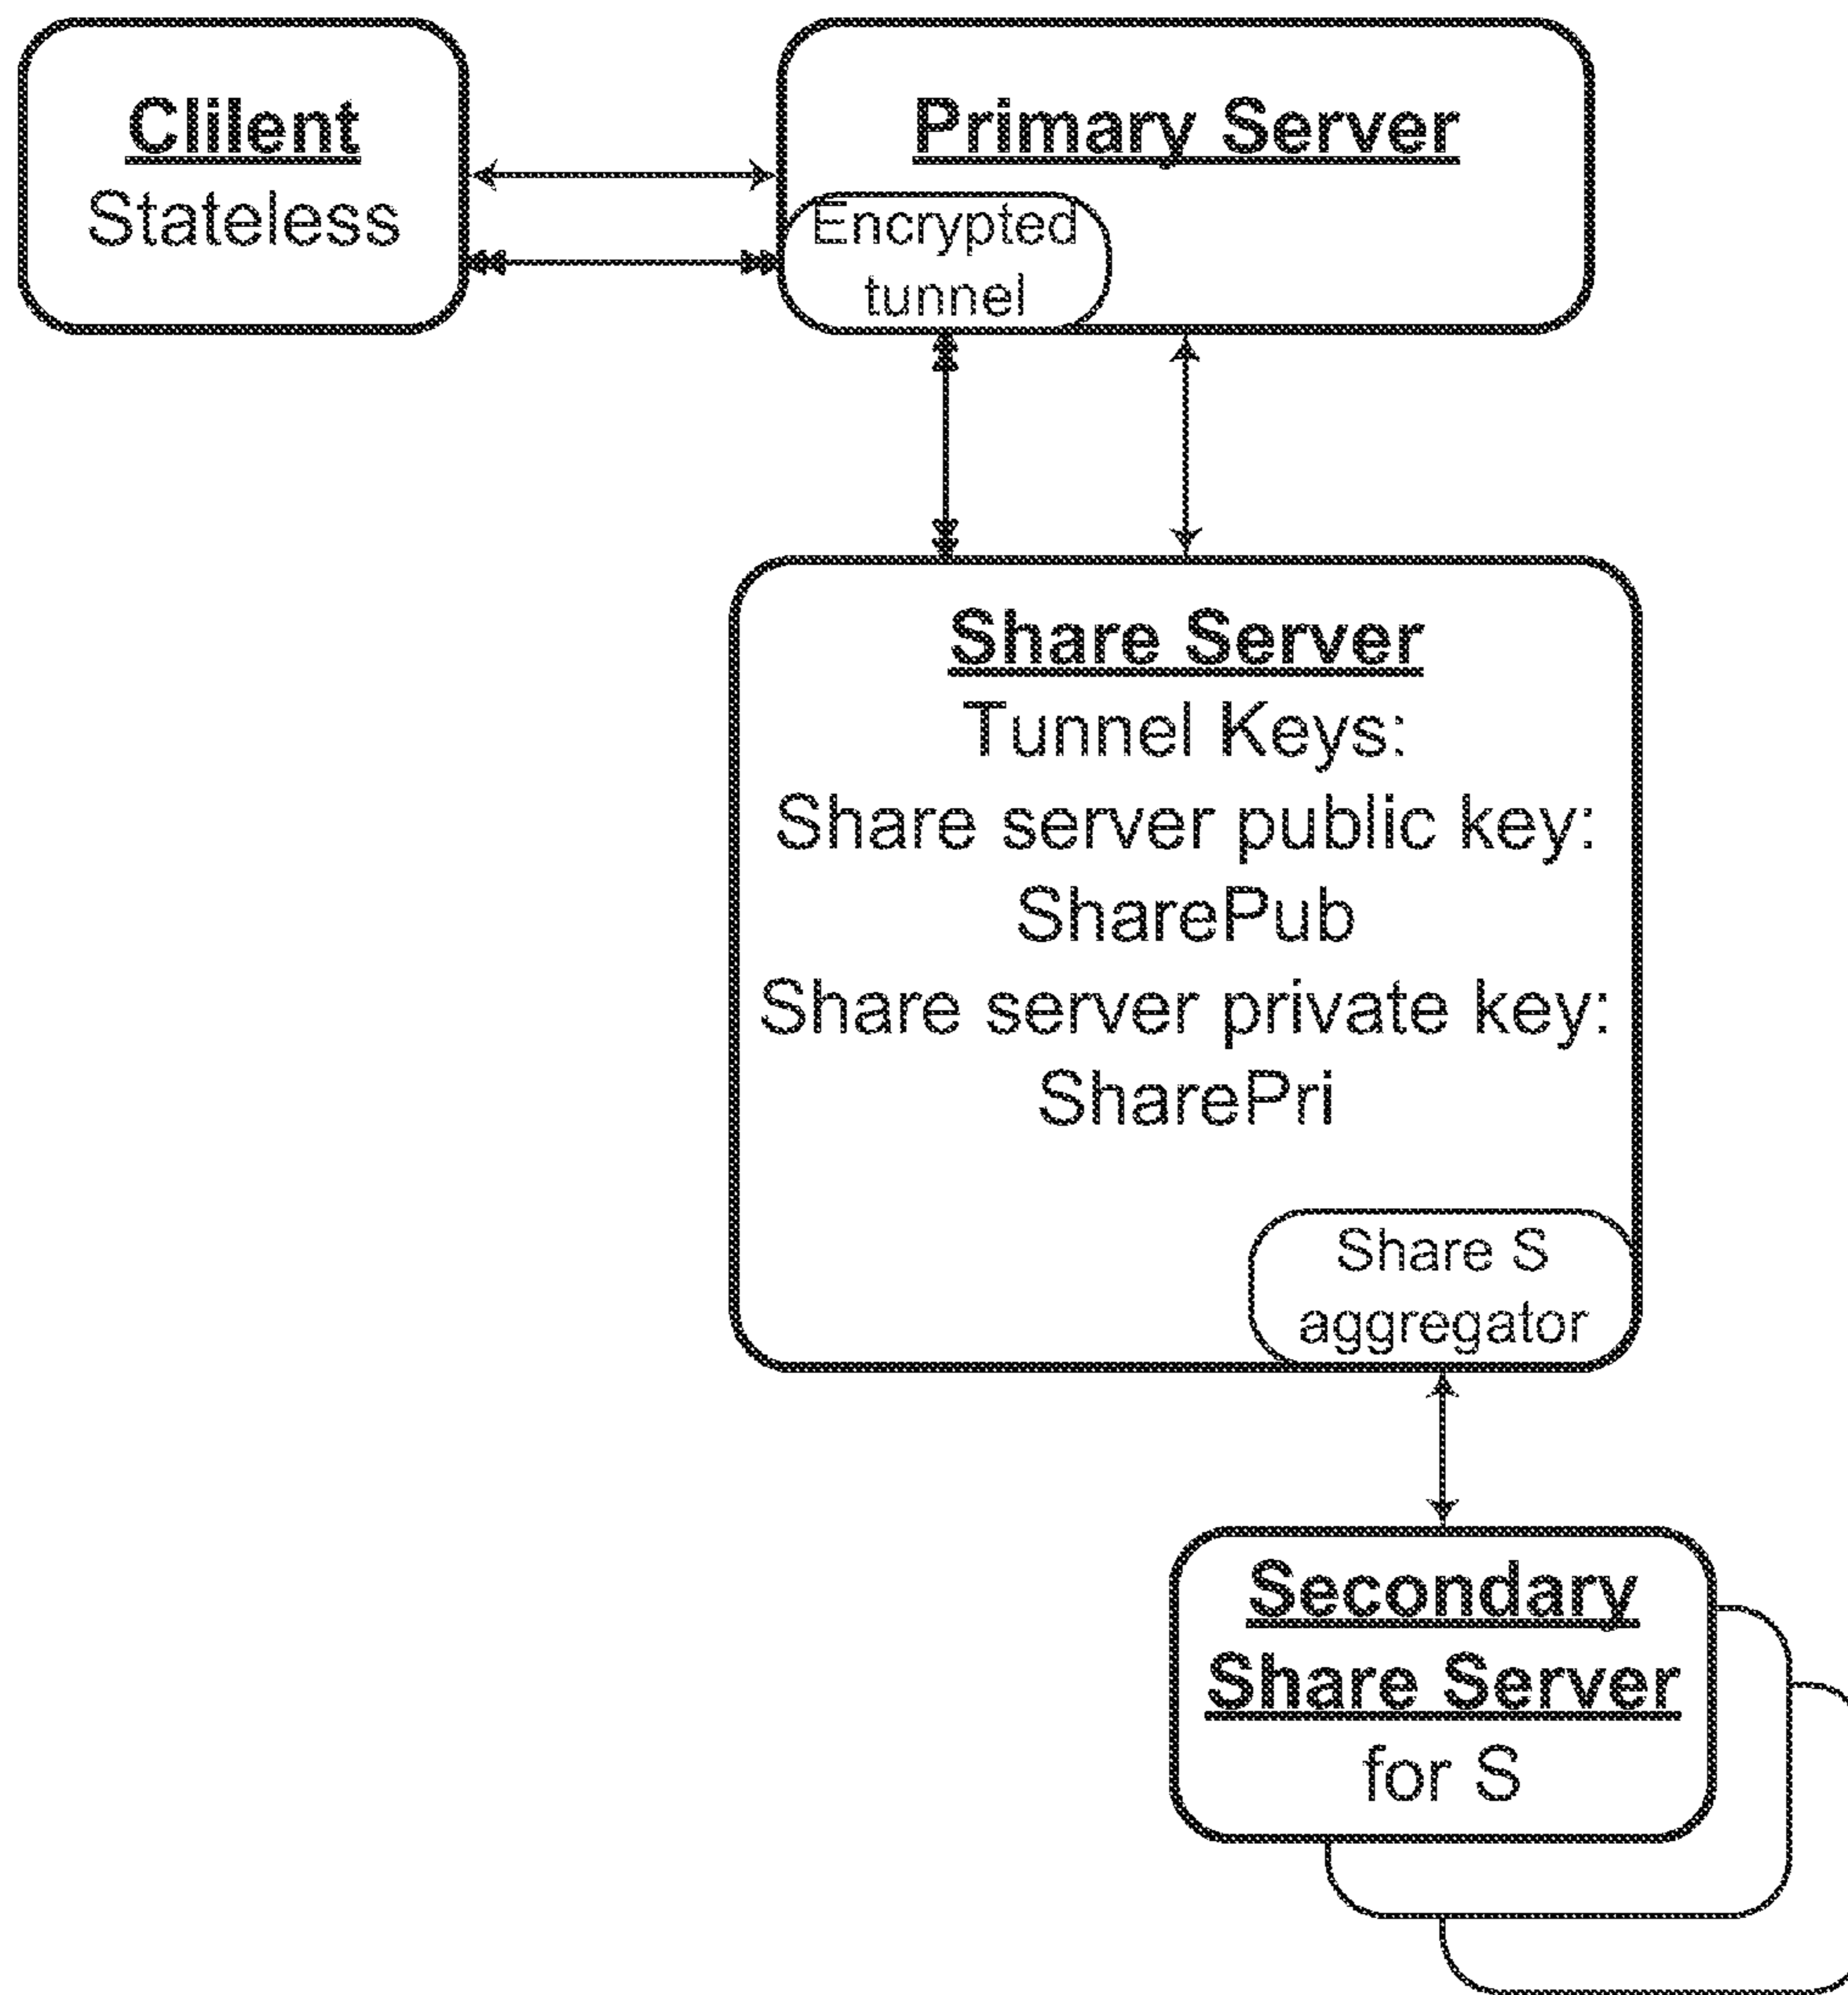 Clilent
Stateless
Primary Server
Encrypted
tunnel
Share Server
Tunnel Keys:
Share server public key:
SharePub
Share server private key:
SharePri
Share S
aggregator
Secondary
Share Server
for S